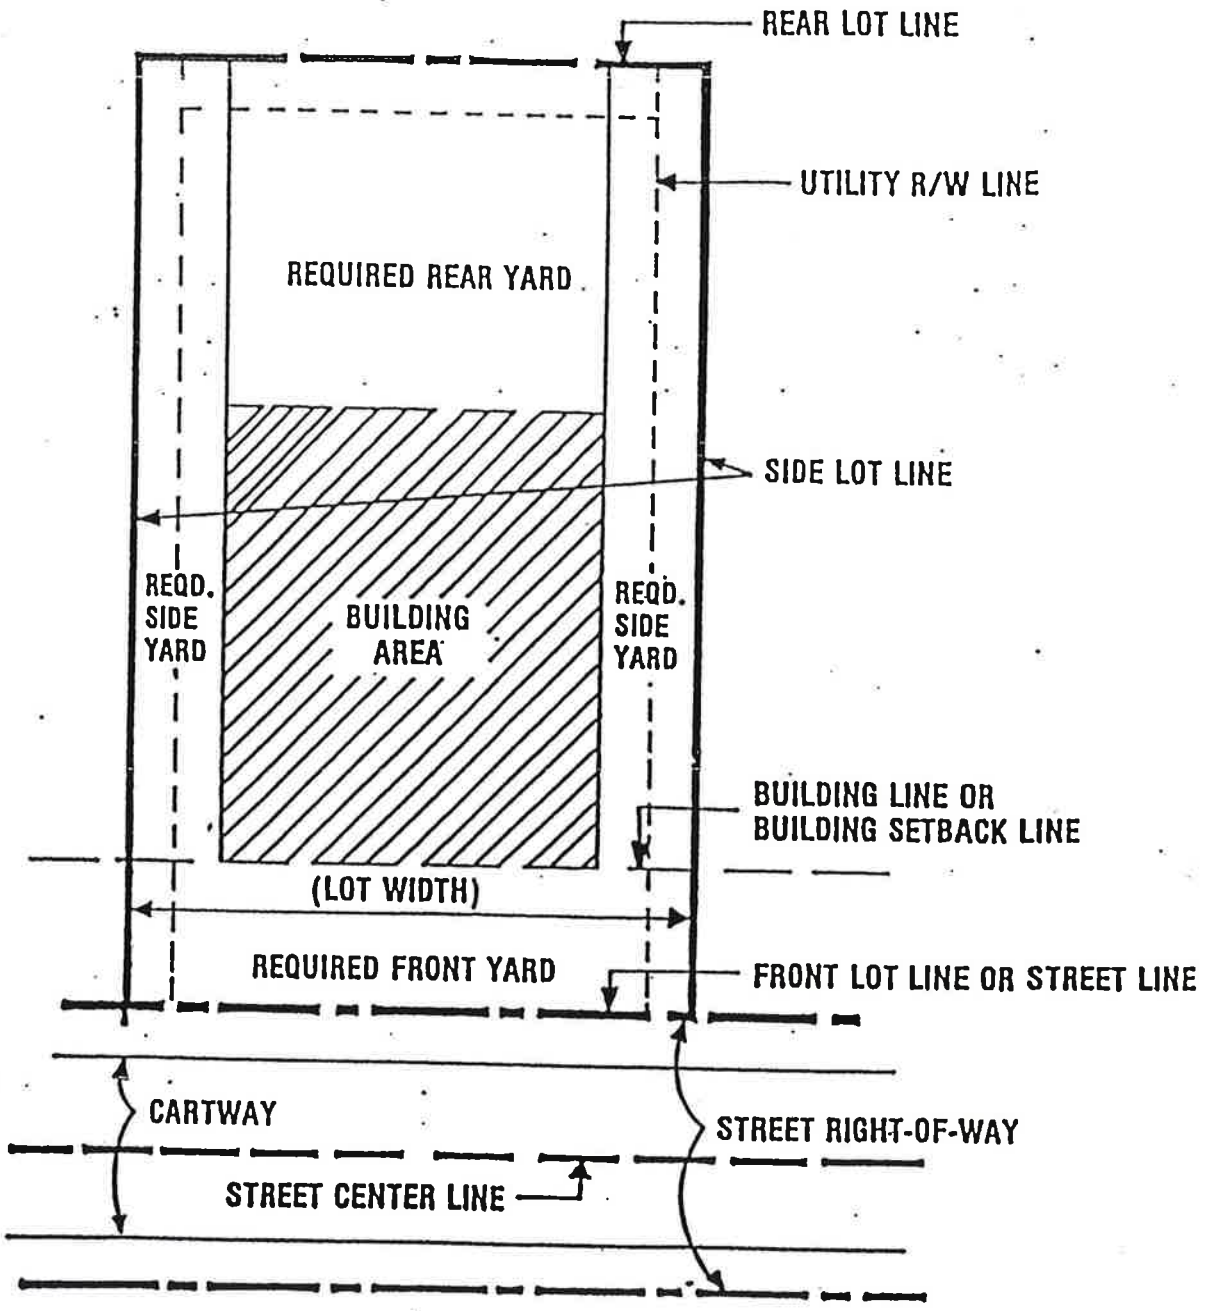 REAR LOT LINE
UTILITY R/W LINE
REQUIRED REAR YARD
SIDE LOT LINE
REQD.
SIDE
YARD
BUILDING
AREA
REQD.
SIDE
YARD
BUILDING LINE OR
BUILDING SETBACK LINE
(LOT WIDTH)
REQUIRED FRONT YARD
FRONT LOT LINE OR STREET LINE
CARTWAY
STREET RIGHT-OF-WAY
STREET CENTER LINE